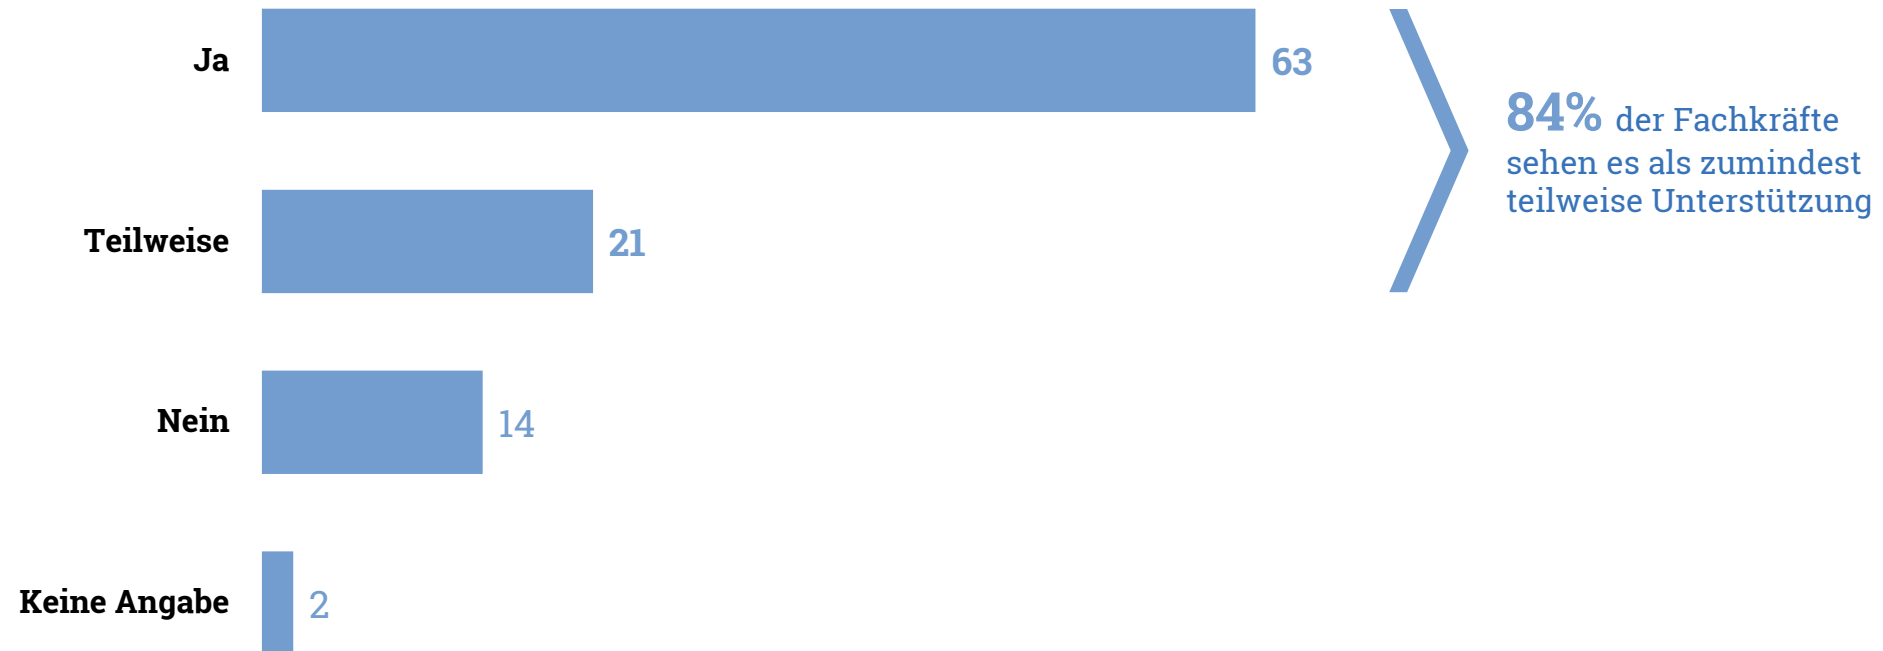 Ja
63
Teilweise
21
Nein
14
Keine Angabe
2
84% der Fachkräfte
sehen es als zumindest
teilweise Unterstützung